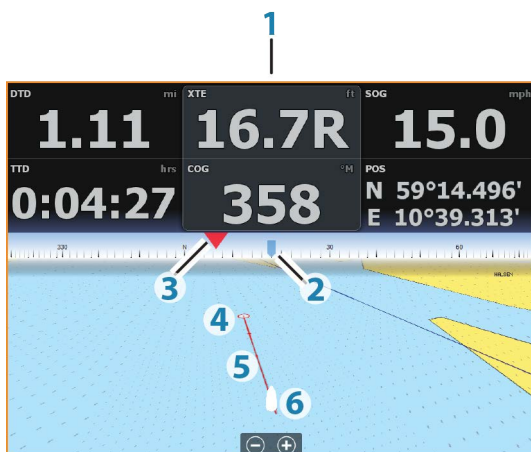 1
DTD mi XTE ft SOG mph
1.11 16.7R 15.0
TTD hrs COG °M POS
0:04:27 358 N 59°14.496'
E 10°39.313'
330 N 30 60
3 2 HALDEN
4
5
6